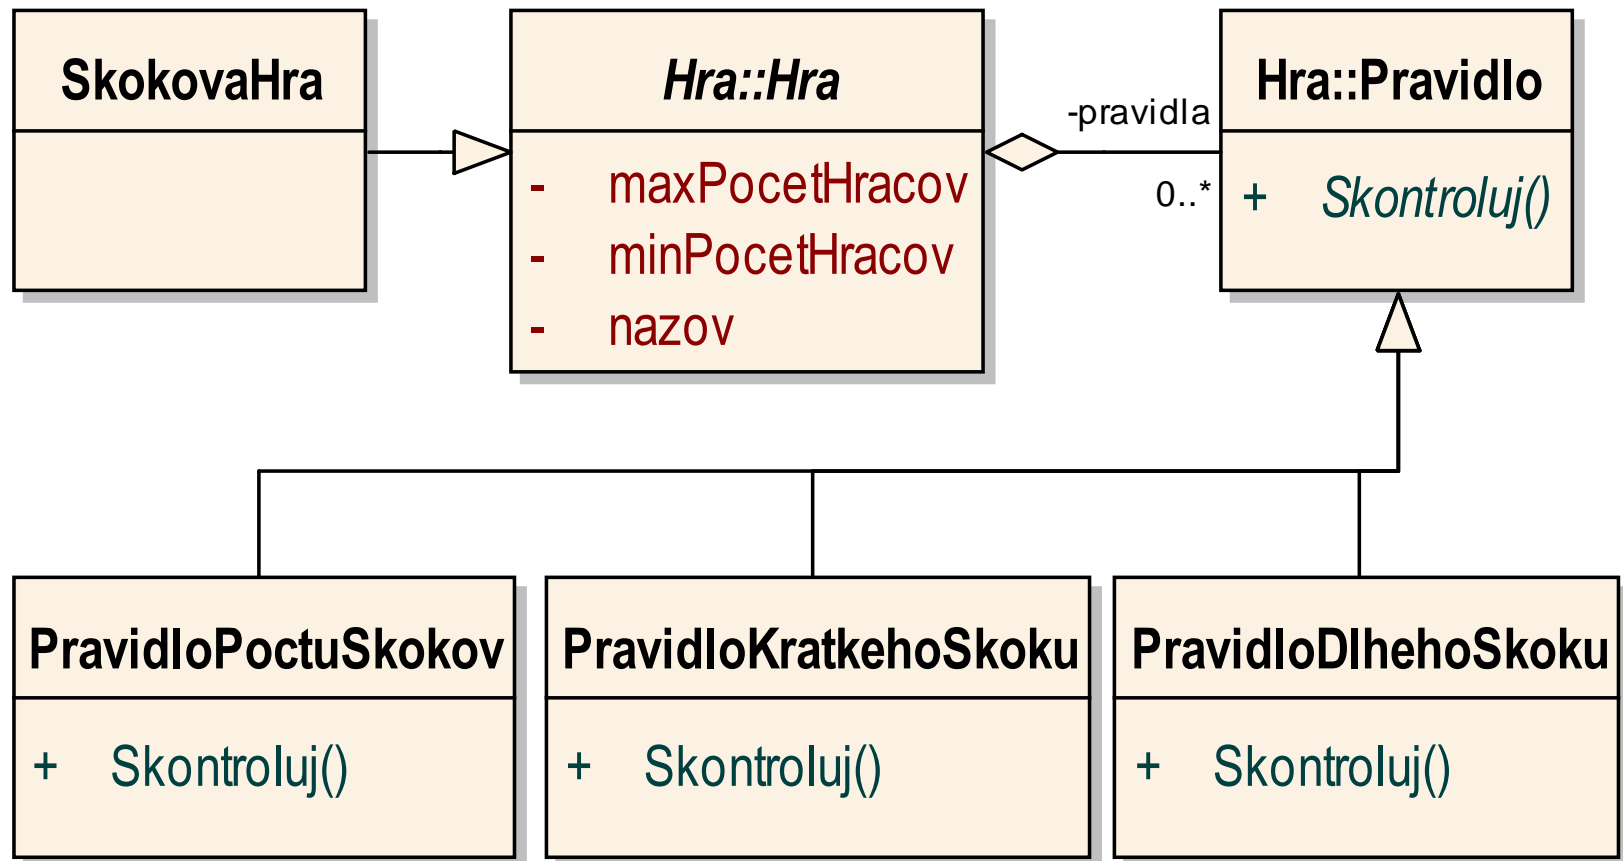 SkokovaHra
Hra::Hra
- maxPocetHracov
- minPocetHracov
- nazov
-pravidla
0..*
Hra::Pravidlo
+ Skontroluj()
PravidloPoctuSkokov
+ Skontroluj()
PravidloKratkehoSkoku
+ Skontroluj()
PravidloDlhehoSkoku
+ Skontroluj()